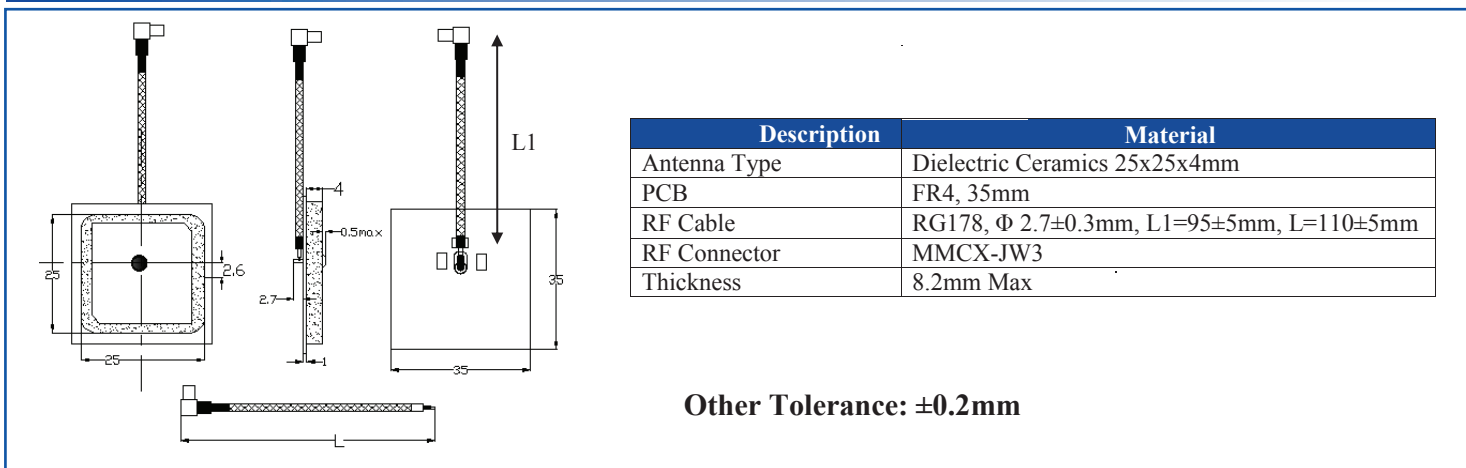 L1
4
0.5max
25
2.6
2.7
35
25
1
35
L
Description Material
Antenna Type Dielectric Ceramics 25x25x4mm
PCB FR4, 35mm
RF Cable RG178, Φ 2.7±0.3mm, L1=95±5mm, L=110±5mm
RF Connector MMCX-JW3
Thickness 8.2mm Max
Other Tolerance: ±0.2mm